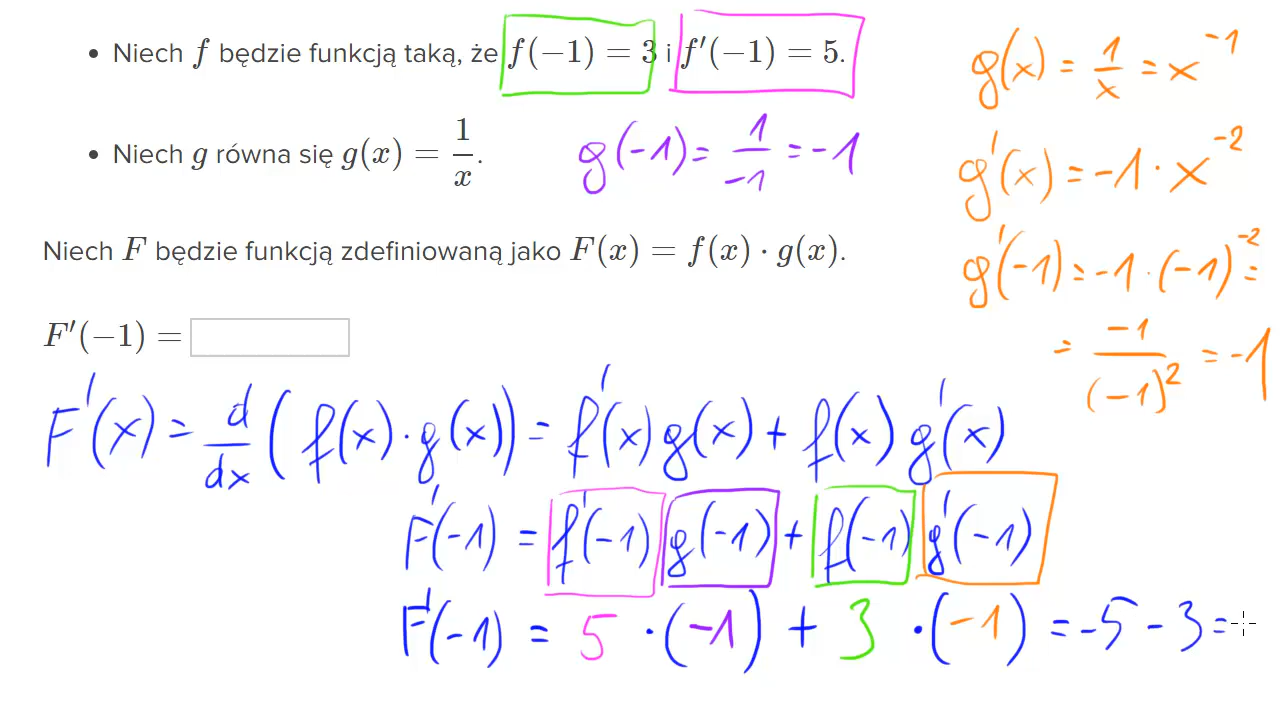 • Niech f będzie funkcją taką, że f(−1) = 3 i f′(−1) = 5.
g(x) = 1/x = x^-1
• Niech g równa się g(x) = 1/x.
g(-1) = 1/-1 = -1
g'(x) = -1 · x^-2
Niech F będzie funkcją zdefiniowaną jako F(x) = f(x) · g(x).
g'(-1) = -1 · (-1)^-2 =
= -1/(-1)^2 = -1
F′(−1) =
F'(x) = d/dx (f(x) · g(x)) = f'(x) g(x) + f(x) g'(x)
F'(-1) = f'(-1) g(-1) + f(-1) g'(-1)
F'(-1) = 5 · (-1) + 3 · (-1) = -5 - 3 =